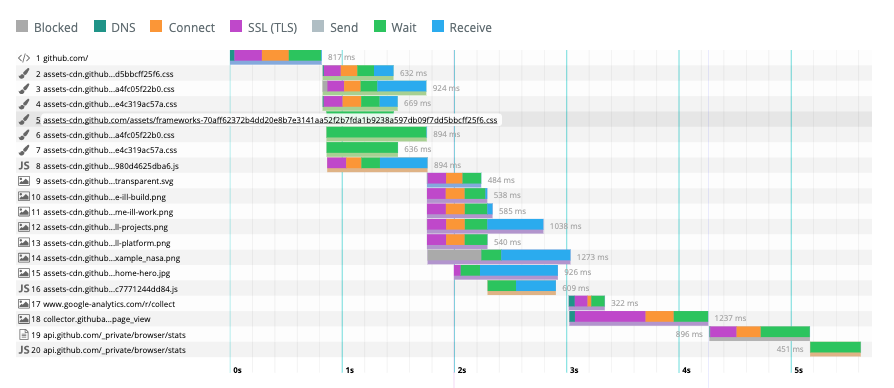 Blocked DNS Connect SSL (TLS) Send Wait Receive
</> 1 github.com/ 817 ms
2 assets-cdn.github...d5bbcff25f6.css 632 ms
3 assets-cdn.github...a4fc05f22b0.css 924 ms
4 assets-cdn.github...e4c319ac57a.css 669 ms
5 assets-cdn.github.com/assets/frameworks-70aff62372b4dd20e8b7e3141aa52f2b7fda1b9238a597db09f7dd5bbcff25f6.css
6 assets-cdn.github...a4fc05f22b0.css 894 ms
7 assets-cdn.github...e4c319ac57a.css 636 ms
JS 8 assets-cdn.github...980d4625dba6.js 894 ms
9 assets-cdn.github...transparent.svg 484 ms
10 assets-cdn.github...e-ill-build.png 538 ms
11 assets-cdn.github...me-ill-work.png 585 ms
12 assets-cdn.github...ll-projects.png 1038 ms
13 assets-cdn.github...ll-platform.png 540 ms
14 assets-cdn.github...xample_nasa.png 1273 ms
15 assets-cdn.github...home-hero.jpg 926 ms
JS 16 assets-cdn.github...c7771244dd84.js 609 ms
17 www.google-analytics.com/r/collect 322 ms
18 collector.githuba...page_view 1237 ms
19 api.github.com/_private/browser/stats 896 ms
JS 20 api.github.com/_private/browser/stats 451 ms
0s 1s 2s 3s 4s 5s